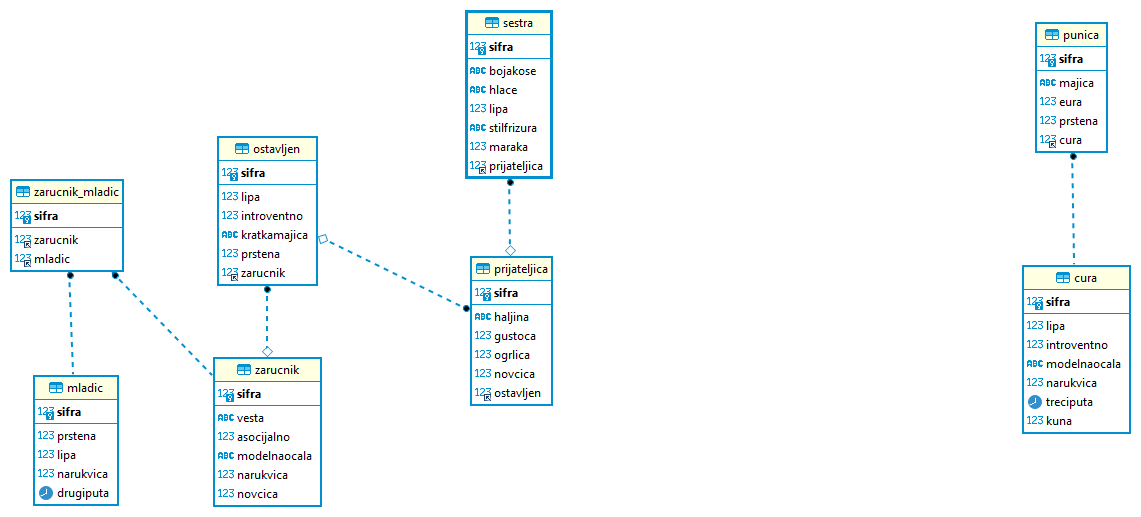 zarucnik_mladic
123 sifra
123 zarucnik
123 mladic
mladic
123 sifra
123 prstena
123 lipa
123 narukvica
drugiputa
ostavljen
123 sifra
123 lipa
123 introventno
ABC kratkamajica
123 prstena
123 zarucnik
zarucnik
123 sifra
ABC vesta
123 asocijalno
ABC modelnaocala
123 narukvica
123 novcica
sestra
123 sifra
ABC bojakose
ABC hlace
123 lipa
ABC stilfrizura
123 maraka
123 prijateljica
prijateljica
123 sifra
ABC haljina
123 gustoca
123 ogrlica
123 novcica
123 ostavljen
punica
123 sifra
ABC majica
123 eura
123 prstena
123 cura
cura
123 sifra
123 lipa
123 introventno
ABC modelnaocala
123 narukvica
treciputa
123 kuna